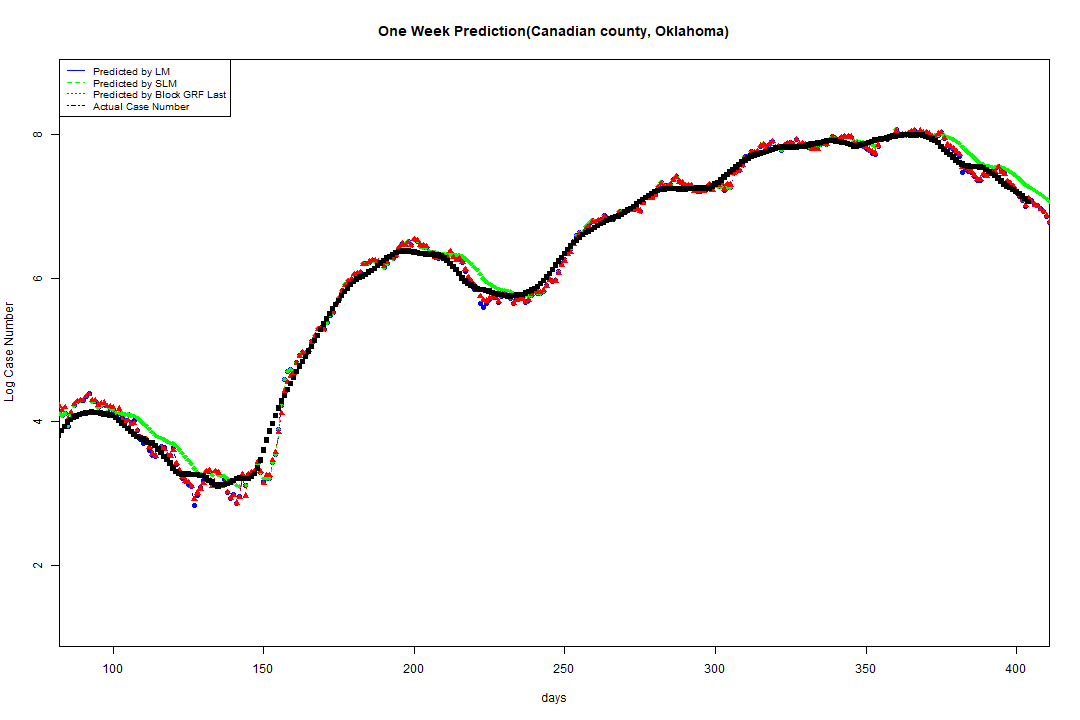 One Week Prediction(Canadian county, Oklahoma)
Predicted by LM
Predicted by SLM
Predicted by Block GRF Last
Actual Case Number
8
6
4
2
Log Case Number
100 150 200 250 300 350 400
days